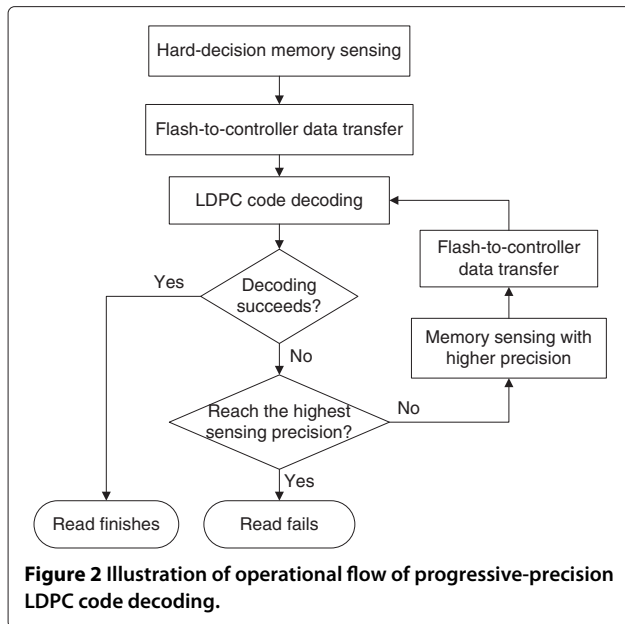 Hard-decision memory sensing
Flash-to-controller data transfer
LDPC code decoding
Flash-to-controller
data transfer
Yes
Decoding
succeeds?
Memory sensing with
higher precision
No
Reach the highest
sensing precision?
No
Yes
Read finishes
Read fails
Figure 2 Illustration of operational flow of progressive-precision
LDPC code decoding.